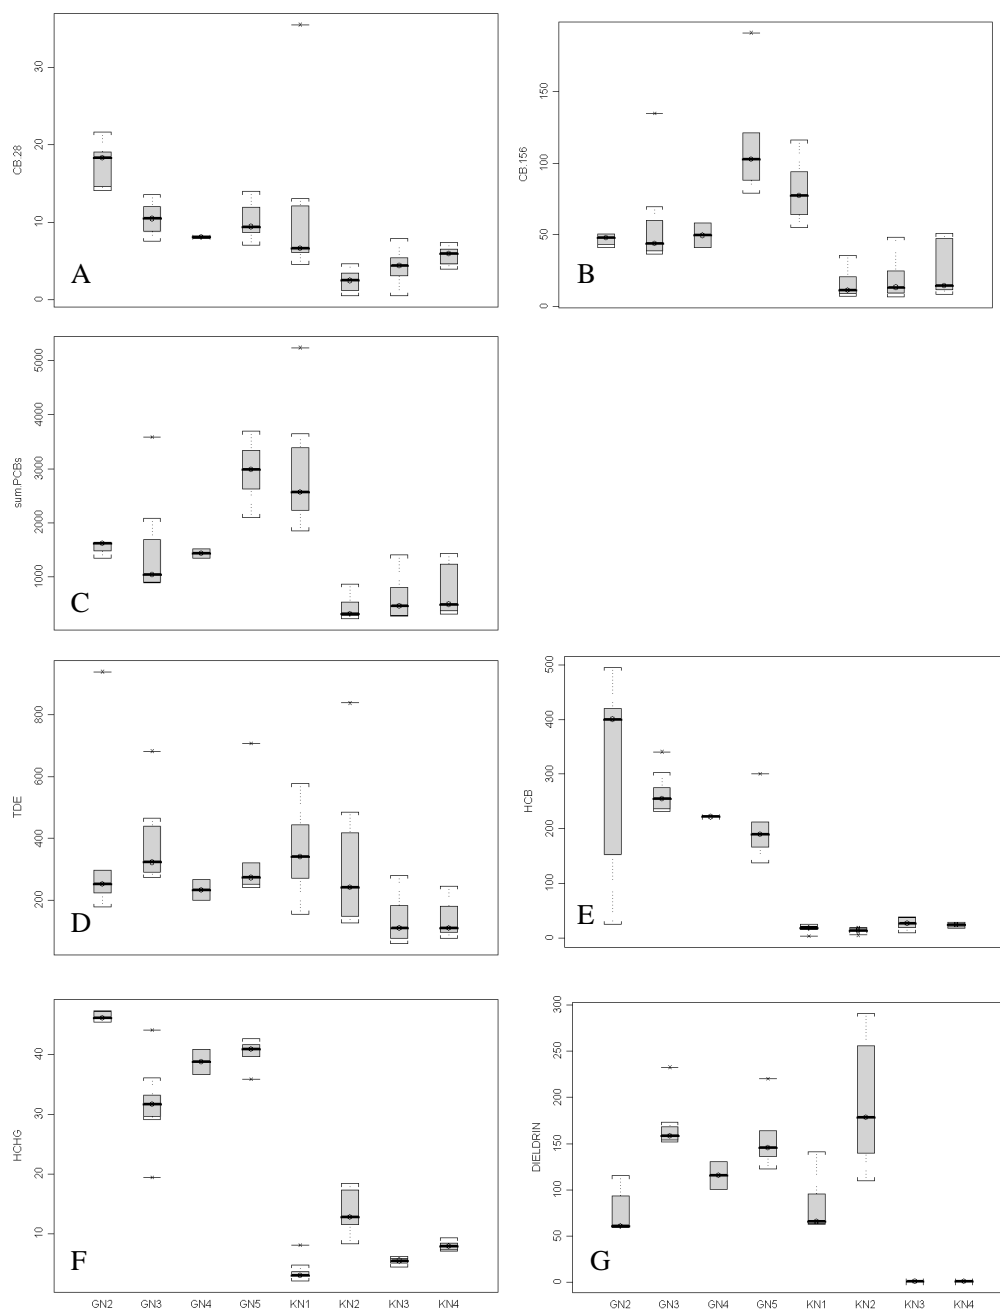 CB.28
0 10 20 30
A
CB.156
0 50 100 150
B
sum.PCBs
1000 2000 3000 4000 5000
C
TDE
200 400 600 800
D
HCB
0 100 200 300 400 500
E
HCHG
10 20 30 40
F
GN2 GN3 GN4 GN5 KN1 KN2 KN3 KN4
DIELDRIN
0 50 100 150 200 250 300
G
GN2 GN3 GN4 GN5 KN1 KN2 KN3 KN4